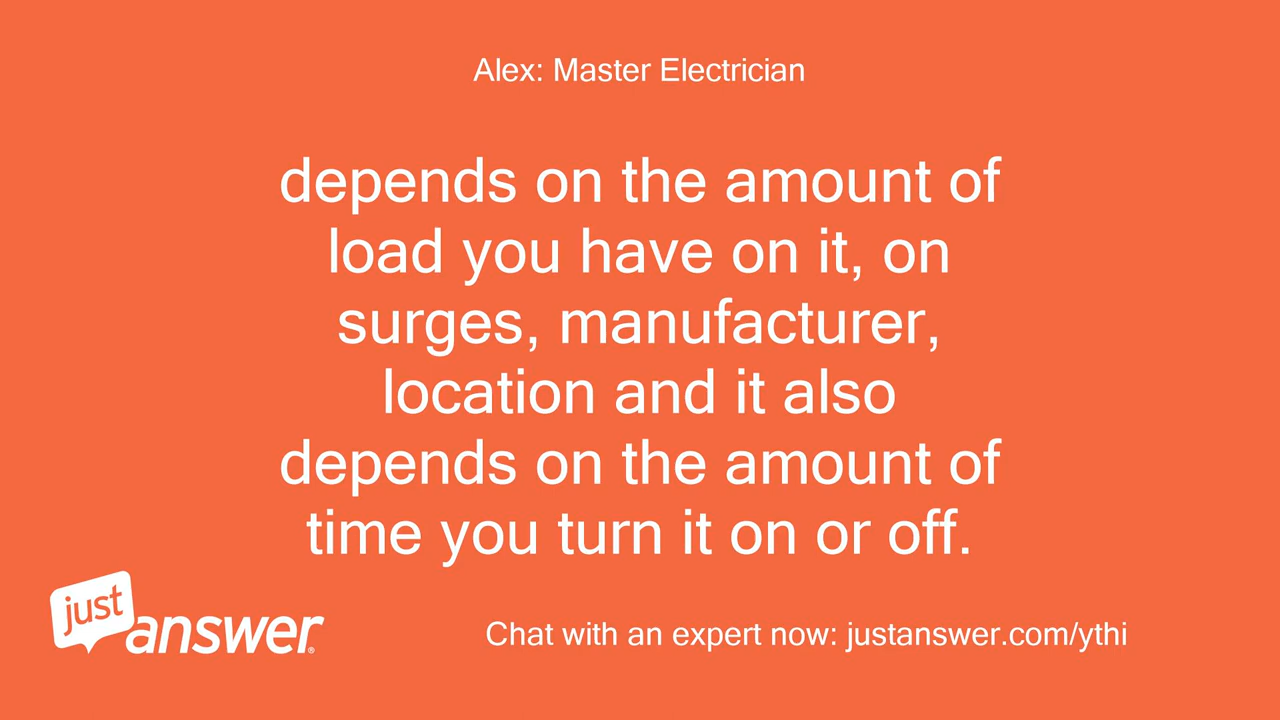 Alex: Master Electrician
depends on the amount of
load you have on it, on
surges, manufacturer,
location and it also
depends on the amount of
time you turn it on or off.
just
answer®
Chat with an expert now: justanswer.com/ythi